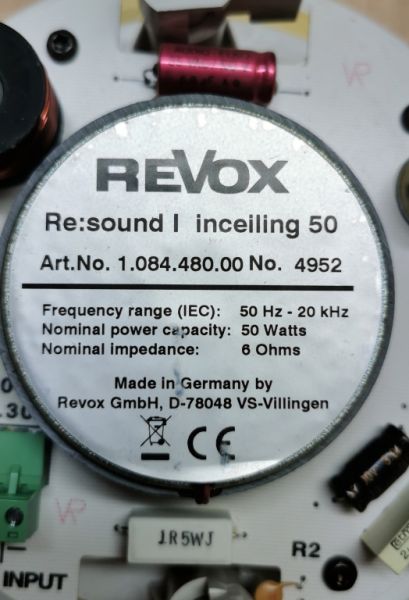 REVOX
Re:sound I inceiling 50
Art.No. 1.084.480.00 No. 4952
Frequency range (IEC): 50 Hz - 20 kHz
Nominal power capacity: 50 Watts
Nominal impedance: 6 Ohms
Made in Germany by
Revox GmbH, D-78048 VS-Villingen
CE
1R5WJ
R2
INPUT